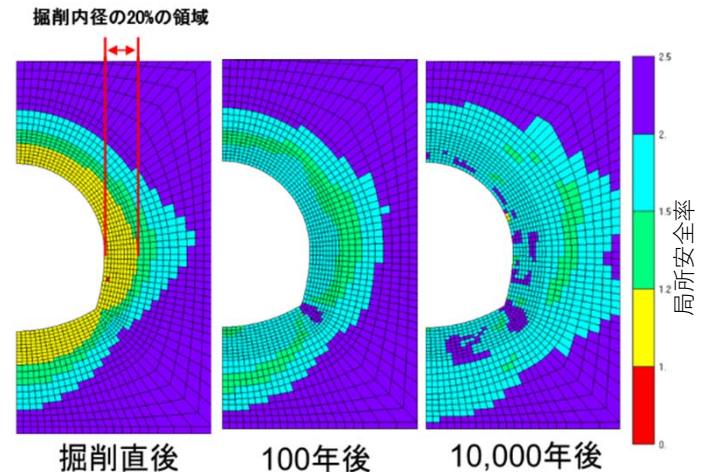 掘削内径の20%の領域
2.5
2.
1.5
1.2
1.
0.
局所安全率
掘削直後
100年後
10,000年後